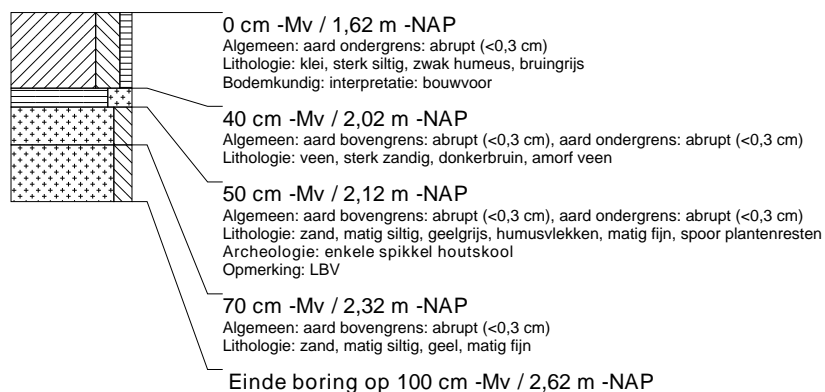 0 cm -Mv / 1,62 m -NAP
Algemeen: aard ondergrens: abrupt (<0,3 cm)
Lithologie: klei, sterk siltig, zwak humeus, bruingrijs
Bodemkundig: interpretatie: bouwvoor
40 cm -Mv / 2,02 m -NAP
Algemeen: aard bovengrens: abrupt (<0,3 cm), aard ondergrens: abrupt (<0,3 cm)
Lithologie: veen, sterk zandig, donkerbruin, amorf veen
50 cm -Mv / 2,12 m -NAP
Algemeen: aard bovengrens: abrupt (<0,3 cm), aard ondergrens: abrupt (<0,3 cm)
Lithologie: zand, matig siltig, geelgrijs, humusvlekken, matig fijn, spoor plantenresten
Archeologie: enkele spikkel houtskool
Opmerking: LBV
70 cm -Mv / 2,32 m -NAP
Algemeen: aard bovengrens: abrupt (<0,3 cm)
Lithologie: zand, matig siltig, geel, matig fijn
Einde boring op 100 cm -Mv / 2,62 m -NAP